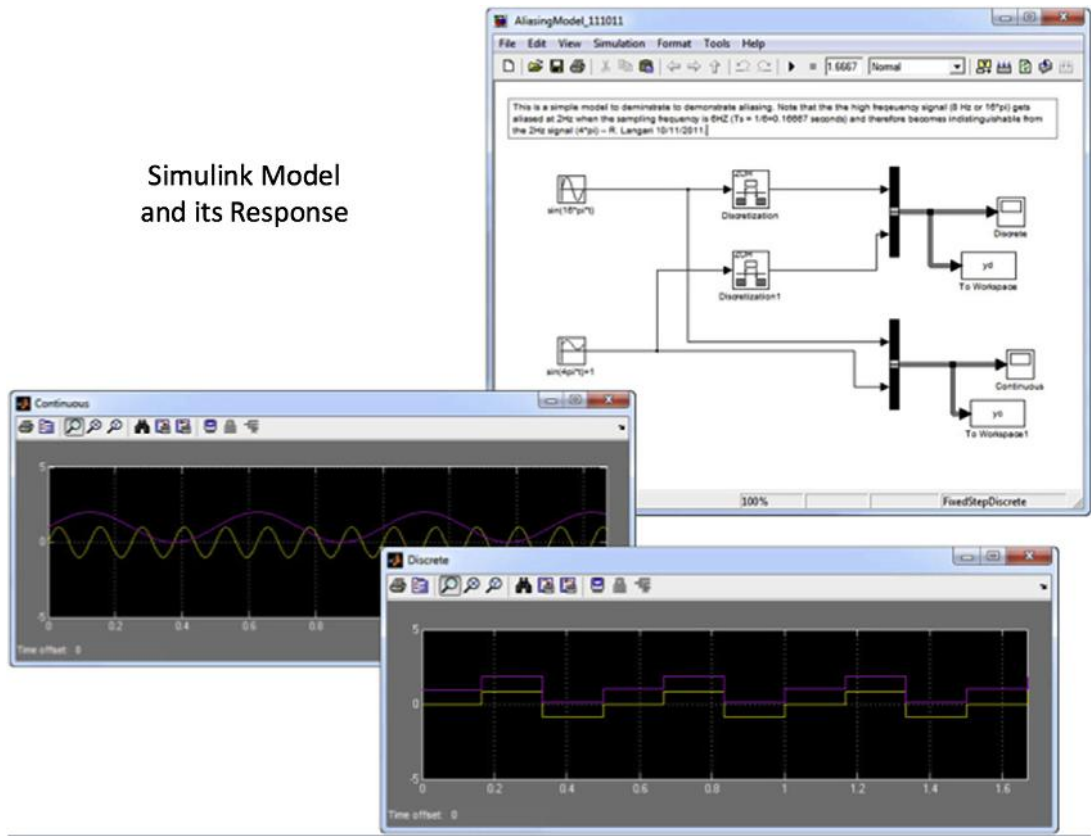 Simulink Model
and its Response
AliasingModel_111011
File Edit View Simulation Format Tools Help
1.6667 Normal
This is a simple model to deminstrate to demonstrate aliasing. Note that the the high freqeuency signal (8 Hz or 16*pi) gets
aliased at 2Hz when the sampling frequency is 6HZ (Ts = 1/6=0.16667 seconds) and therefore becomes indistinguishable from
the 2Hz signal (4*pi) -- R. Langari 10/11/2011.
sin(16*pi*t)
Discretization
Discrete
yd
To Workspace
Discretization1
sin(4pi*t)+1
Continuous
yc
To Workspace1
100% FixedStepDiscrete
Continuous
5
0
-5
0 0.2 0.4 0.6 0.8
Time offset: 0
Discrete
5
0
-5
0 0.2 0.4 0.6 0.8 1 1.2 1.4 1.6
Time offset: 0